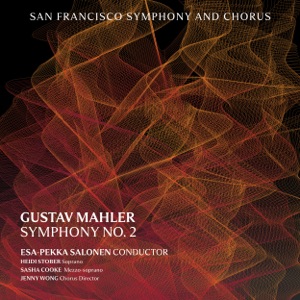 SAN FRANCISCO SYMPHONY AND CHORUS
GUSTAV MAHLER
SYMPHONY NO. 2
ESA-PEKKA SALONEN CONDUCTOR
HEIDI STOBER Soprano
SASHA COOKE Mezzo-soprano
JENNY WONG Chorus Director